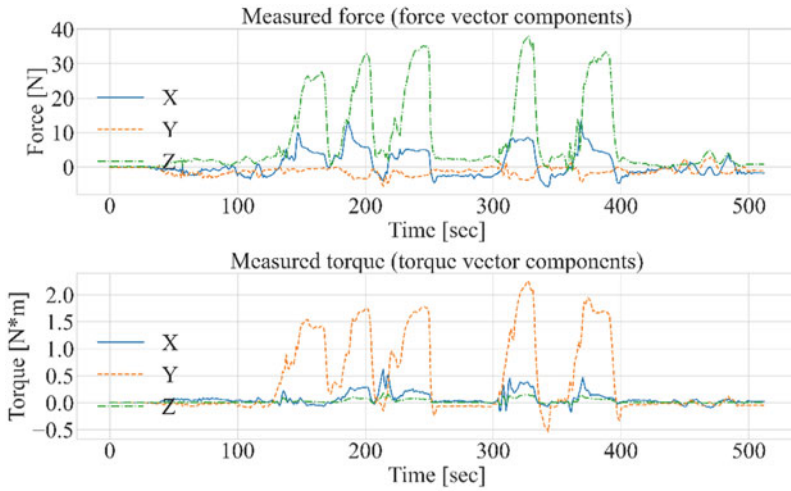 Measured force (force vector components)
Force [N]
40
30
20
10
0
X
Y
Z
0 100 200 300 400 500
Time [sec]
Measured torque (torque vector components)
Torque [N*m]
2.0
1.5
1.0
0.5
0.0
−0.5
X
Y
Z
0 100 200 300 400 500
Time [sec]